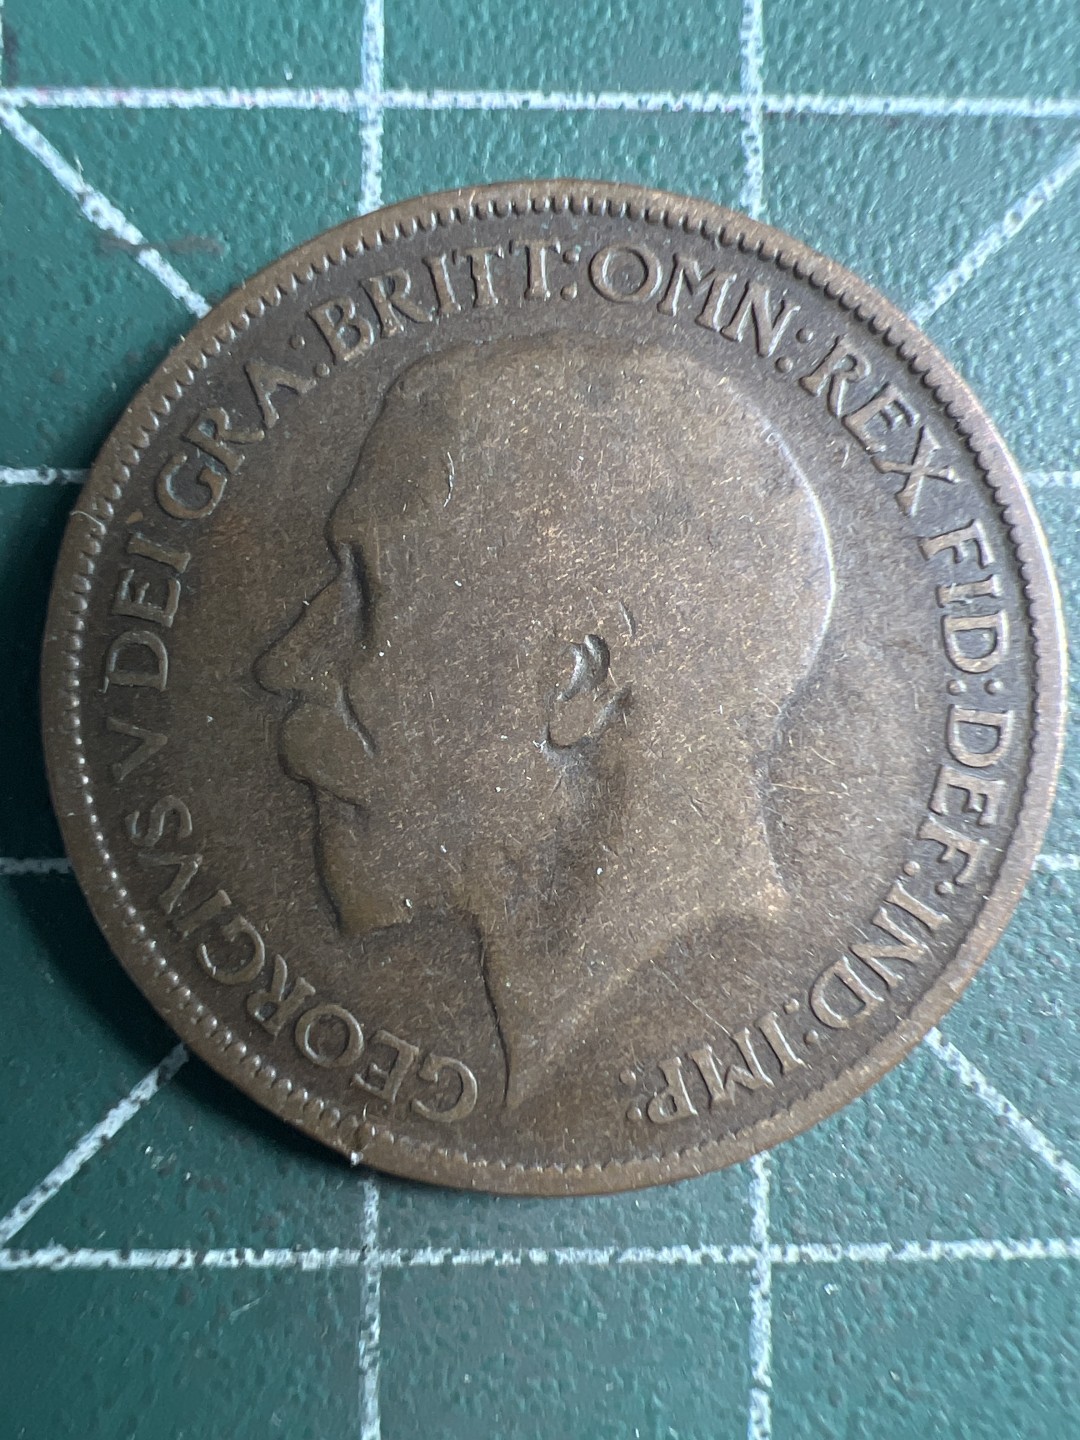 GEORGIVS V DEI GRA: BRITT: OMN: REX FID: DEF: IND: IMP: